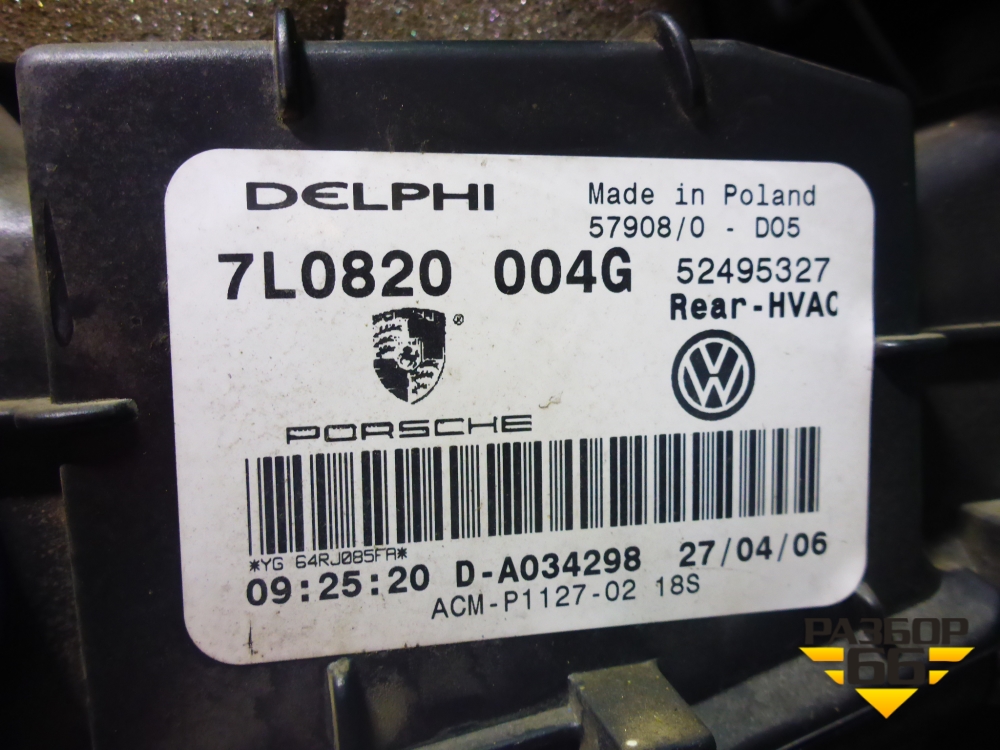 DELPHI
Made in Poland
57908/0 - D05
7L0820 004G
52495327
Rear-HVAC
PORSCHE
*YG 64RJ085FA*
09:25:20 D-A034298 27/04/06
ACM-P1127-02 18S
РАЗБОР
66